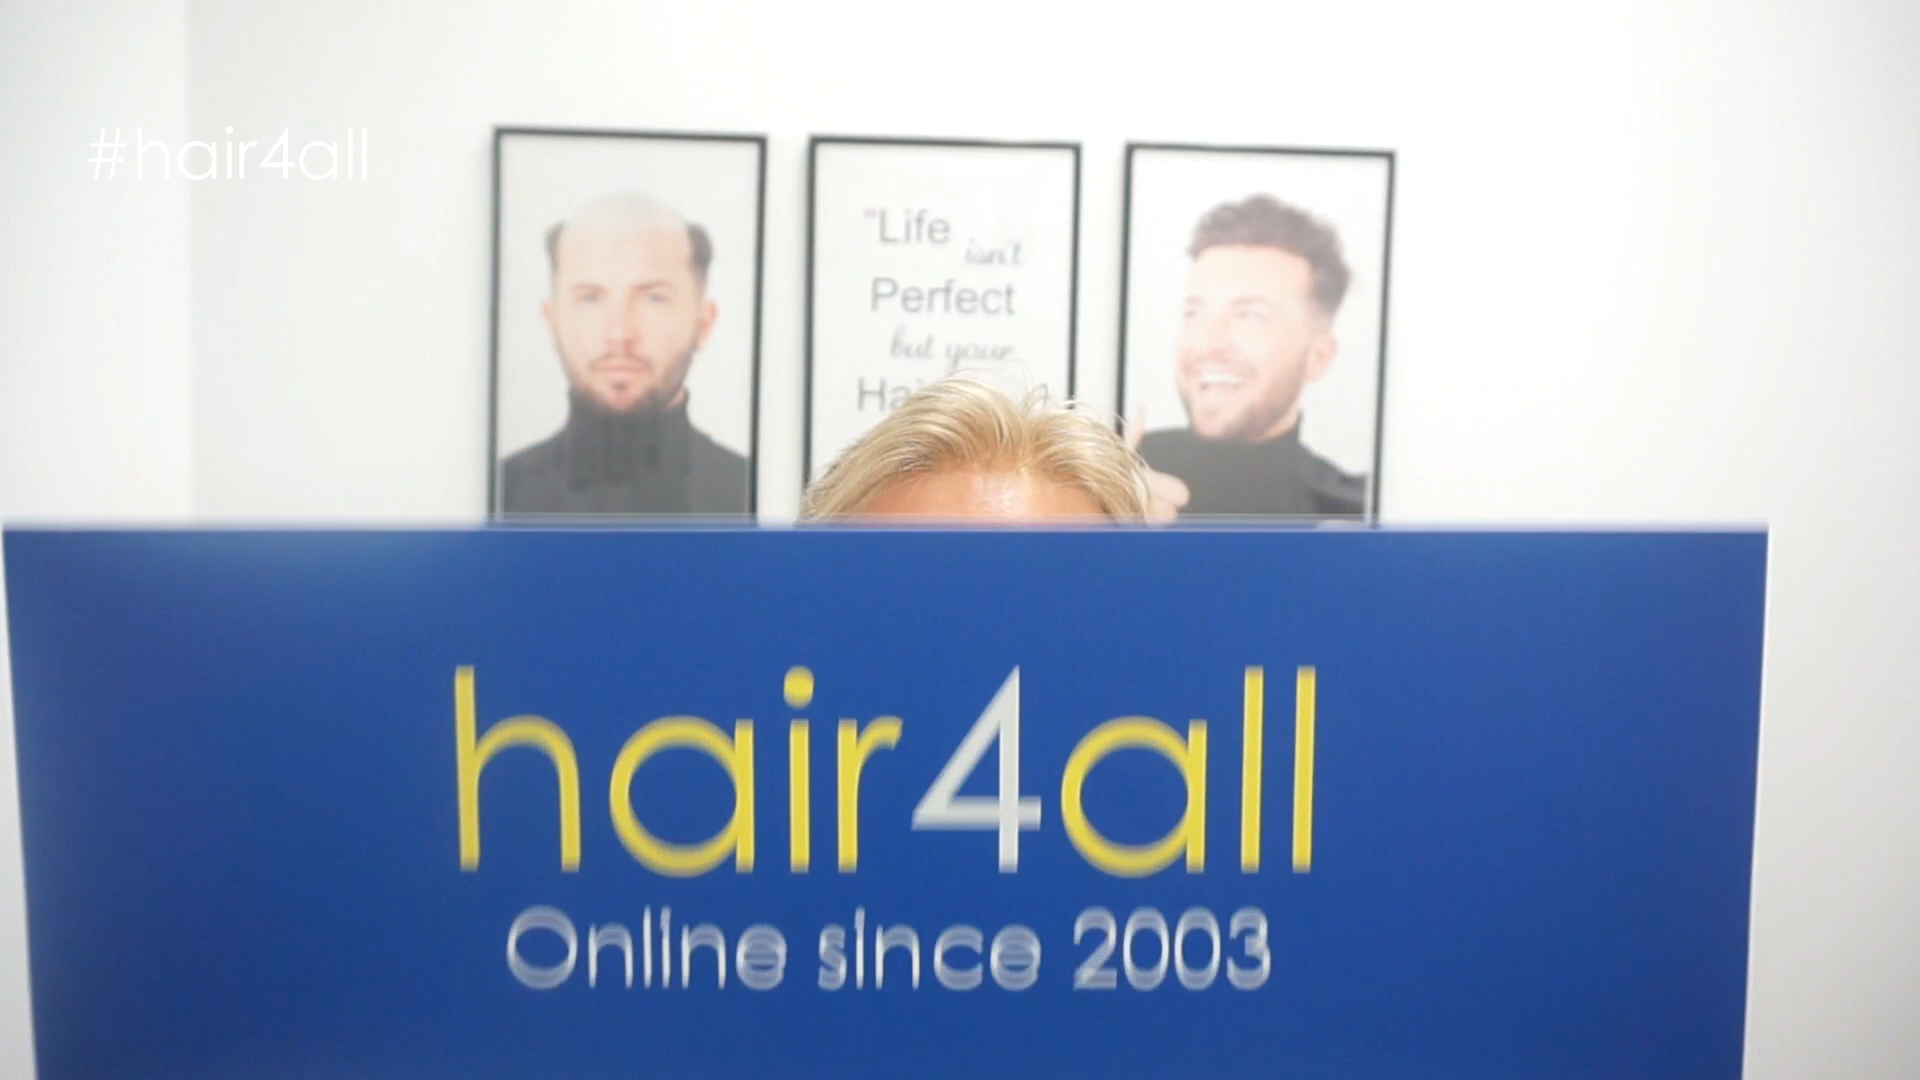 #hair4all
"Life isn't
Perfect
but your
hair4all
Online since 2003